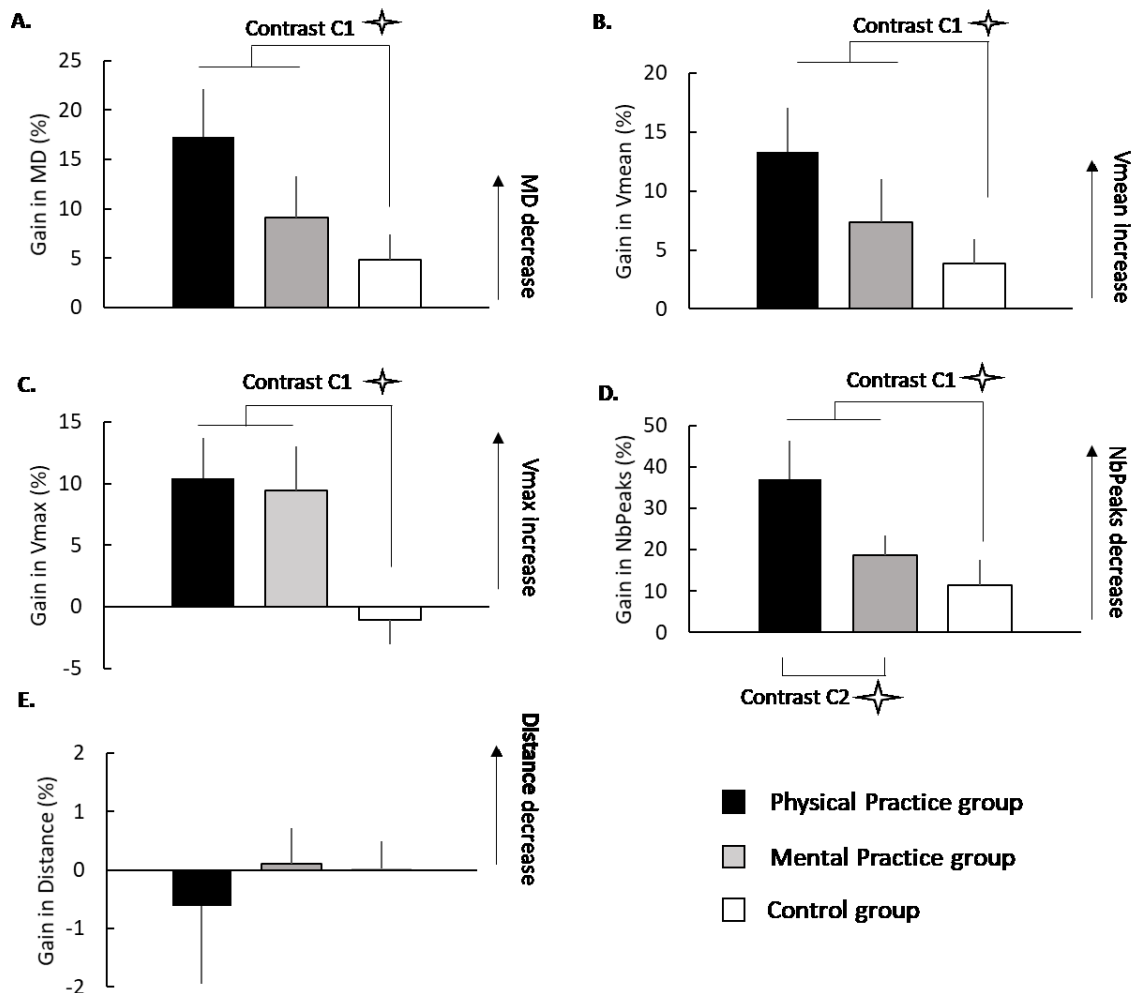 A.
Contrast C1
25
20
15
10
5
0
Gain in MD (%)
MD decrease
B.
Contrast C1
20
15
10
5
0
Gain in Vmean (%)
Vmean increase
C.
Contrast C1
15
10
5
0
-5
Gain in Vmax (%)
Vmax increase
D.
Contrast C1
50
40
30
20
10
0
Gain in NbPeaks (%)
NbPeaks decrease
Contrast C2
E.
2
1
0
-1
-2
Gain in Distance (%)
Distance decrease
Physical Practice group
Mental Practice group
Control group